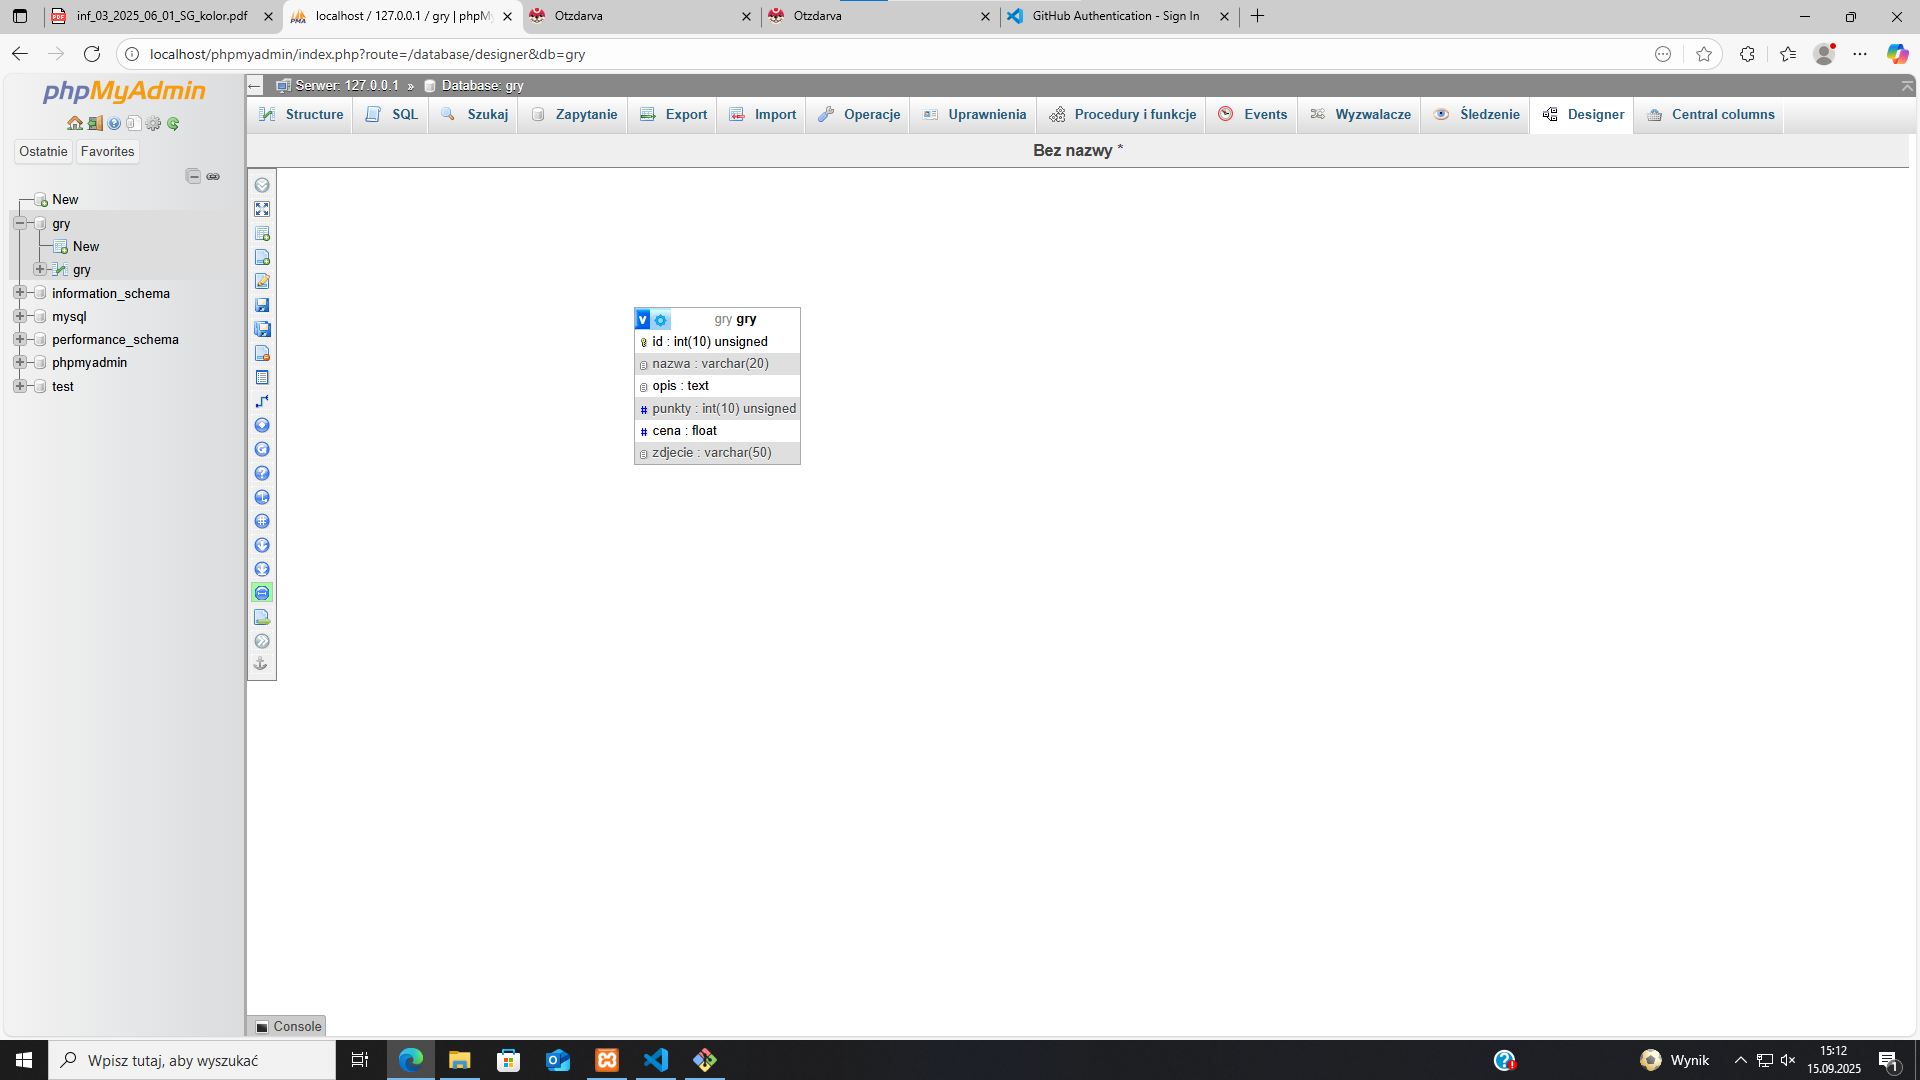 inf_03_2025_06_01_SG_kolor.pdf
localhost / 127.0.0.1 / gry | phpMy
Otzdarva
Otzdarva
GitHub Authentication - Sign In
localhost/phpmyadmin/index.php?route=/database/designer&db=gry
phpMyAdmin
Ostatnie
Favorites
New
gry
New
gry
information_schema
mysql
performance_schema
phpmyadmin
test
Serwer: 127.0.0.1 » Database: gry
Structure
SQL
Szukaj
Zapytanie
Export
Import
Operacje
Uprawnienia
Procedury i funkcje
Events
Wyzwalacze
Śledzenie
Designer
Central columns
Bez nazwy *
gry gry
id : int(10) unsigned
nazwa : varchar(20)
opis : text
# punkty : int(10) unsigned
# cena : float
zdjecie : varchar(50)
Console
Wpisz tutaj, aby wyszukać
Wynik
15:12
15.09.2025
1